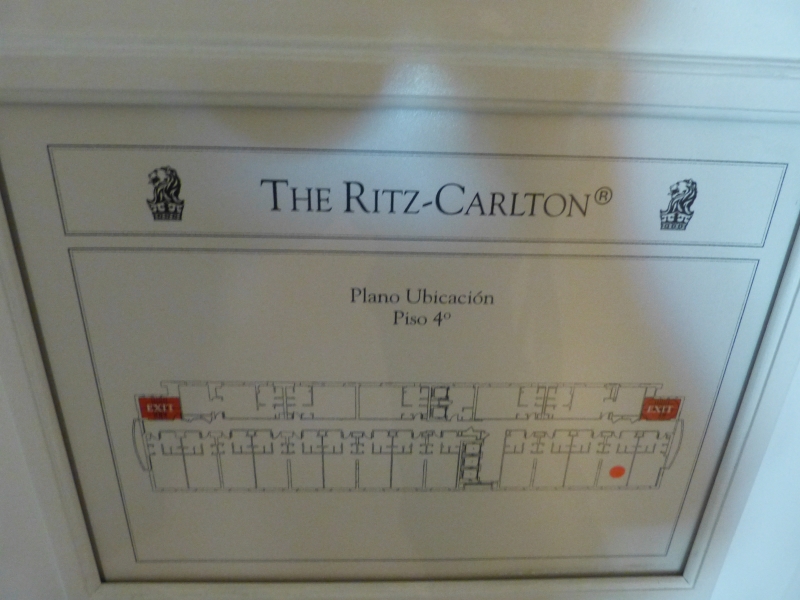 THE RITZ-CARLTON®
Plano Ubicación
Piso 4º
EXIT
EXIT